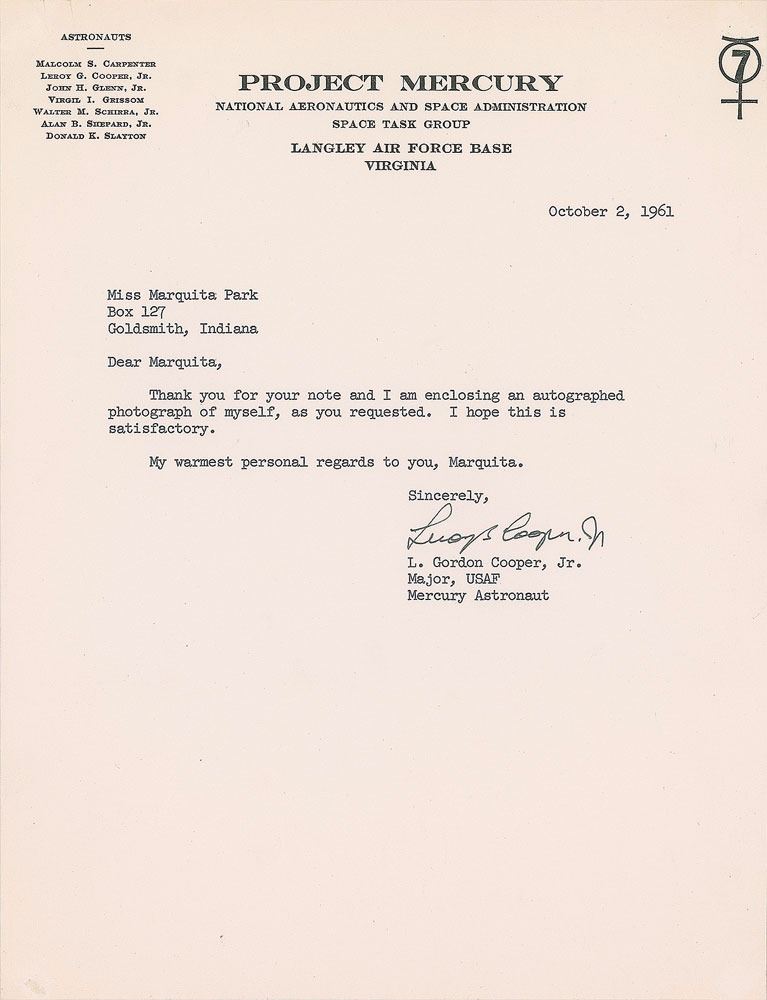 ASTRONAUTS
MALCOLM S. CARPENTER
LEROY G. COOPER, JR.
JOHN H. GLENN, JR.
VIRGIL I. GRISSOM
WALTER M. SCHIRRA, JR.
ALAN B. SHEPARD, JR.
DONALD K. SLAYTON
PROJECT MERCURY
NATIONAL AERONAUTICS AND SPACE ADMINISTRATION
SPACE TASK GROUP
LANGLEY AIR FORCE BASE
VIRGINIA
7
October 2, 1961
Miss Marquita Park
Box 127
Goldsmith, Indiana
Dear Marquita,
Thank you for your note and I am enclosing an autographed
photograph of myself, as you requested. I hope this is
satisfactory.
My warmest personal regards to you, Marquita.
Sincerely,
Leroy G Cooper, Jr
L. Gordon Cooper, Jr.
Major, USAF
Mercury Astronaut